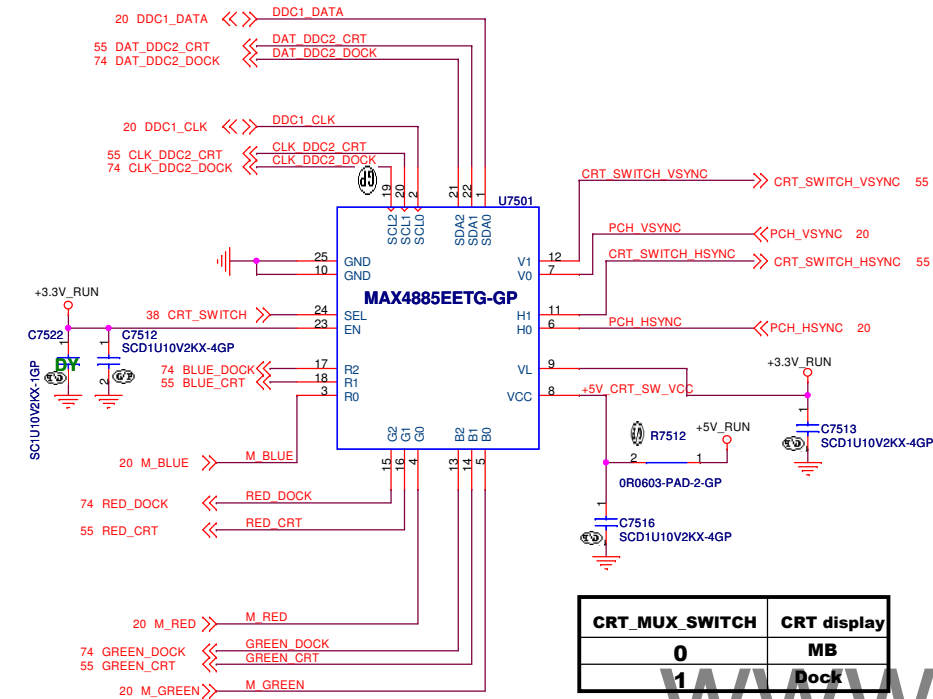 20 DDC1_DATA DDC1_DATA
55 DAT_DDC2_CRT DAT_DDC2_CRT
74 DAT_DDC2_DOCK DAT_DDC2_DOCK
20 DDC1_CLK DDC1_CLK
55 CLK_DDC2_CRT CLK_DDC2_CRT
74 CLK_DDC2_DOCK CLK_DDC2_DOCK
19 20 2 21 22 1
U7501
SCL2 SCL1 SCL0 SDA2 SDA1 SDA0
CRT_SWITCH_VSYNC CRT_SWITCH_VSYNC 55
PCH_VSYNC PCH_VSYNC 20
CRT_SWITCH_HSYNC CRT_SWITCH_HSYNC 55
PCH_HSYNC PCH_HSYNC 20
25 GND V1 12
10 GND V0 7
MAX4885EETG-GP
38 CRT_SWITCH 24 SEL H1 11
23 EN H0 6
74 BLUE_DOCK 17 R2 VL 9
55 BLUE_CRT 18 R1
3 R0 VCC 8 +5V_CRT_SW_VCC
+3.3V_RUN
C7522 C7512
1 SCD1U10V2KX-4GP
DY
2
SC1U10V2KX-1GP
+3.3V_RUN
1 C7513
SCD1U10V2KX-4GP
R7512 +5V_RUN
2 1
0R0603-PAD-2-GP
1 C7516
SCD1U10V2KX-4GP
G2 G1 G0 B2 B1 B0
15 16 4 13 14 5
20 M_BLUE M_BLUE
74 RED_DOCK RED_DOCK
55 RED_CRT RED_CRT
20 M_RED M_RED
74 GREEN_DOCK GREEN_DOCK
55 GREEN_CRT GREEN_CRT
20 M_GREEN M_GREEN
CRT_MUX_SWITCH CRT display
0 MB
1 Dock